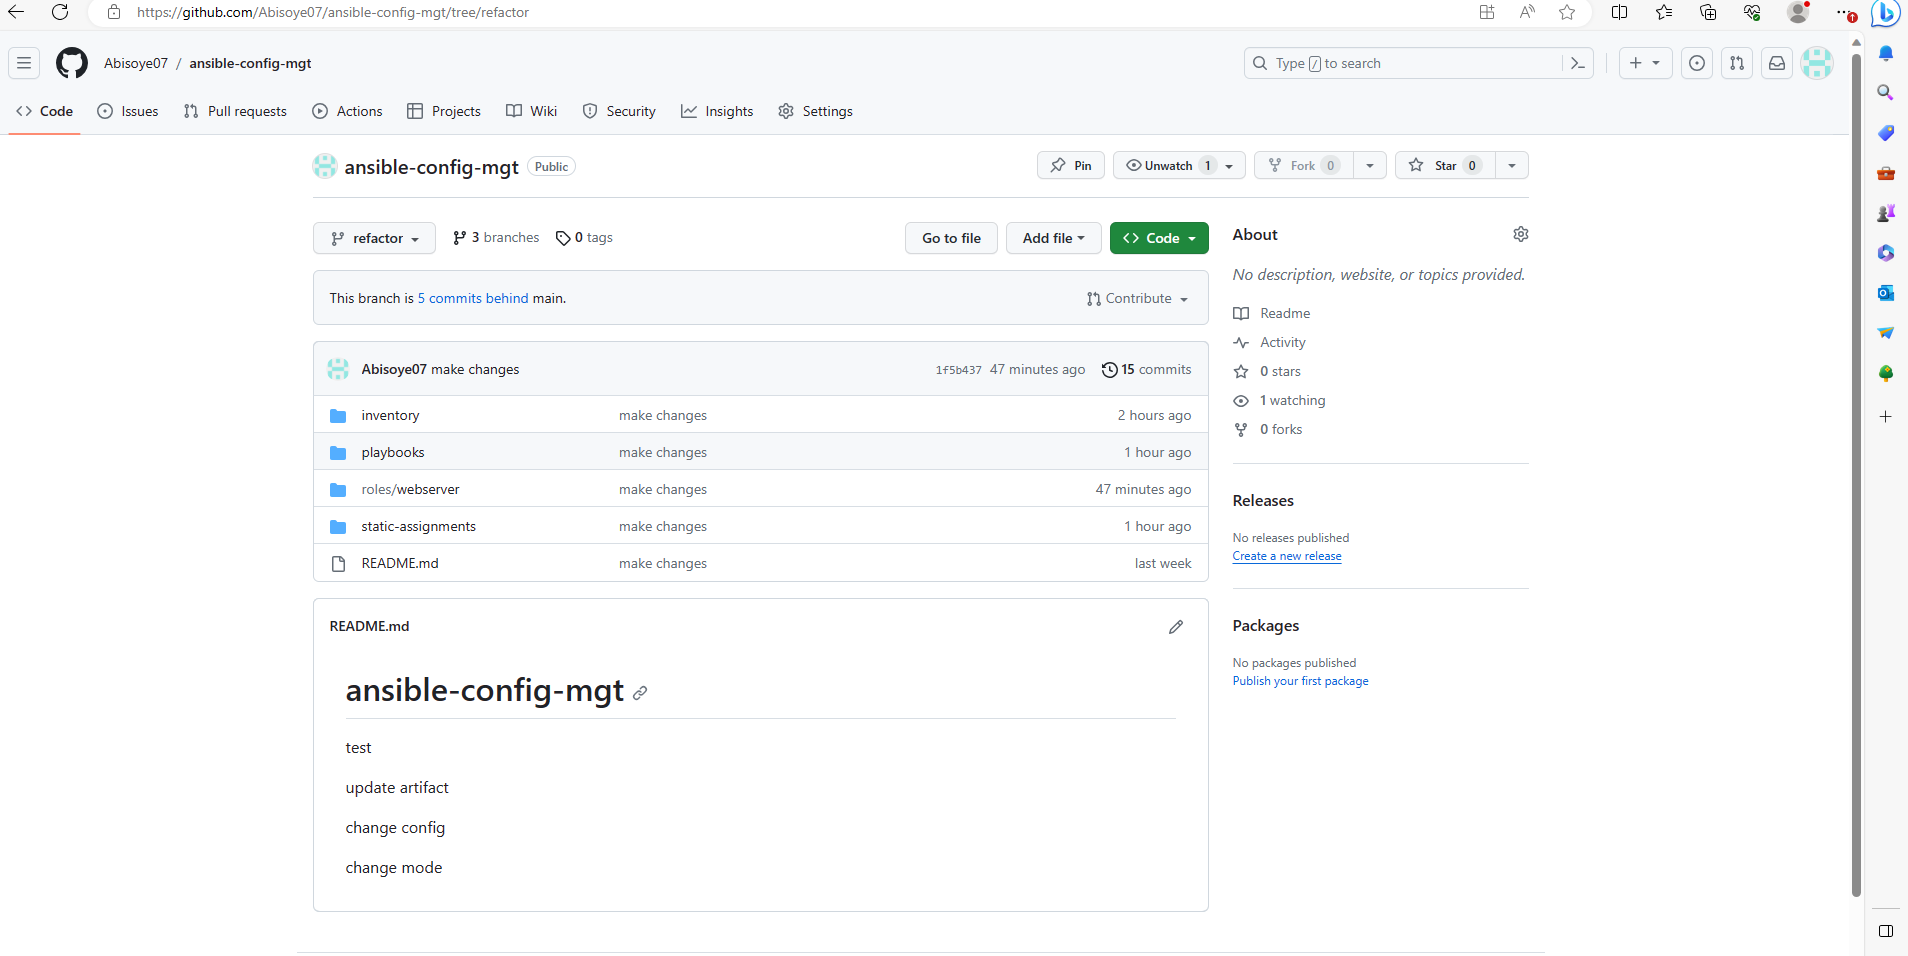 https://github.com/Abisoye07/ansible-config-mgt/tree/refactor
Abisoye07 / ansible-config-mgt
Type / to search
Code Issues Pull requests Actions Projects Wiki Security Insights Settings
ansible-config-mgt Public
Pin Unwatch 1 Fork 0 Star 0
refactor 3 branches 0 tags Go to file Add file Code
This branch is 5 commits behind main. Contribute
Abisoye07 make changes 1f5b437 47 minutes ago 15 commits
inventory make changes 2 hours ago
playbooks make changes 1 hour ago
roles/webserver make changes 47 minutes ago
static-assignments make changes 1 hour ago
README.md make changes last week
README.md
ansible-config-mgt
test
update artifact
change config
change mode
About
No description, website, or topics provided.
Readme
Activity
0 stars
1 watching
0 forks
Releases
No releases published
Create a new release
Packages
No packages published
Publish your first package